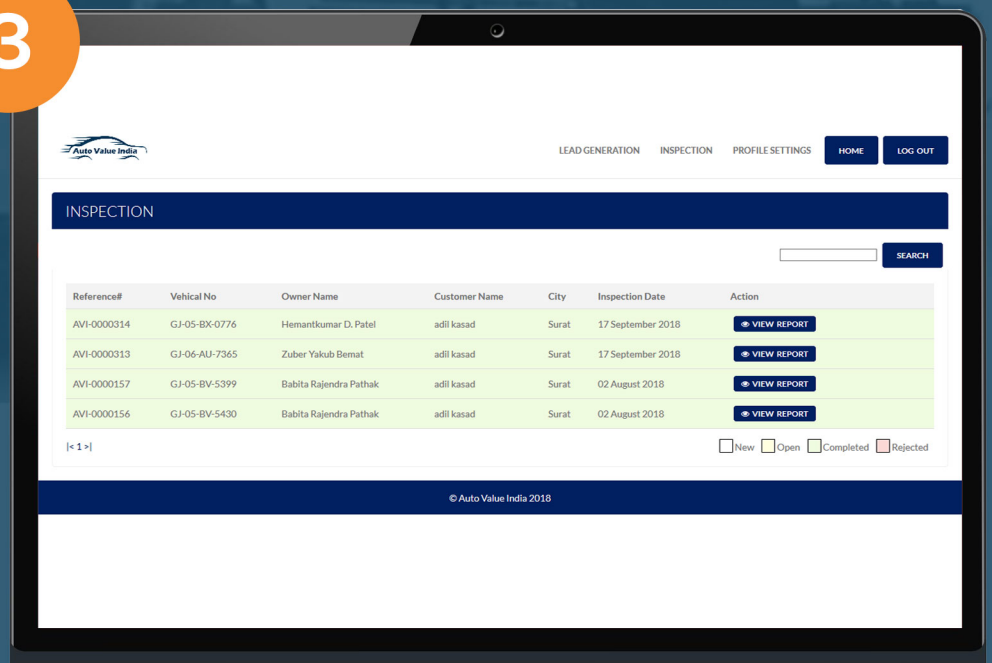 3
Auto Value India
LEAD GENERATION INSPECTION PROFILE SETTINGS HOME LOG OUT
INSPECTION
SEARCH
Reference# Vehical No Owner Name Customer Name City Inspection Date Action
AVI-0000314 GJ-05-BX-0776 Hemantkumar D. Patel adil kasad Surat 17 September 2018 VIEW REPORT
AVI-0000313 GJ-06-AU-7365 Zuber Yakub Bemat adil kasad Surat 17 September 2018 VIEW REPORT
AVI-0000157 GJ-05-BV-5399 Babita Rajendra Pathak adil kasad Surat 02 August 2018 VIEW REPORT
AVI-0000156 GJ-05-BV-5430 Babita Rajendra Pathak adil kasad Surat 02 August 2018 VIEW REPORT
|< 1 >| New Open Completed Rejected
© Auto Value India 2018